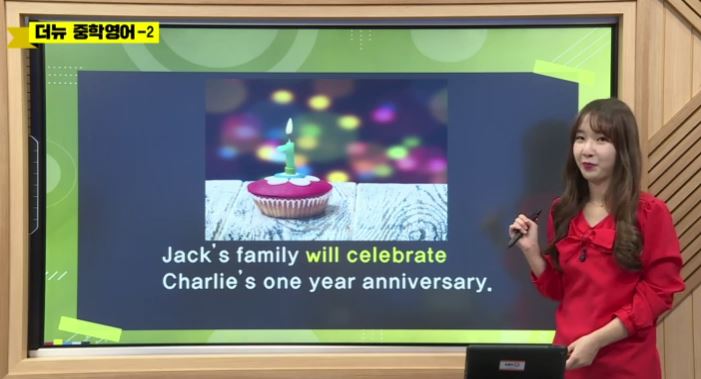 더뉴 중학영어-2
Jack's family will celebrate
Charlie's one year anniversary.